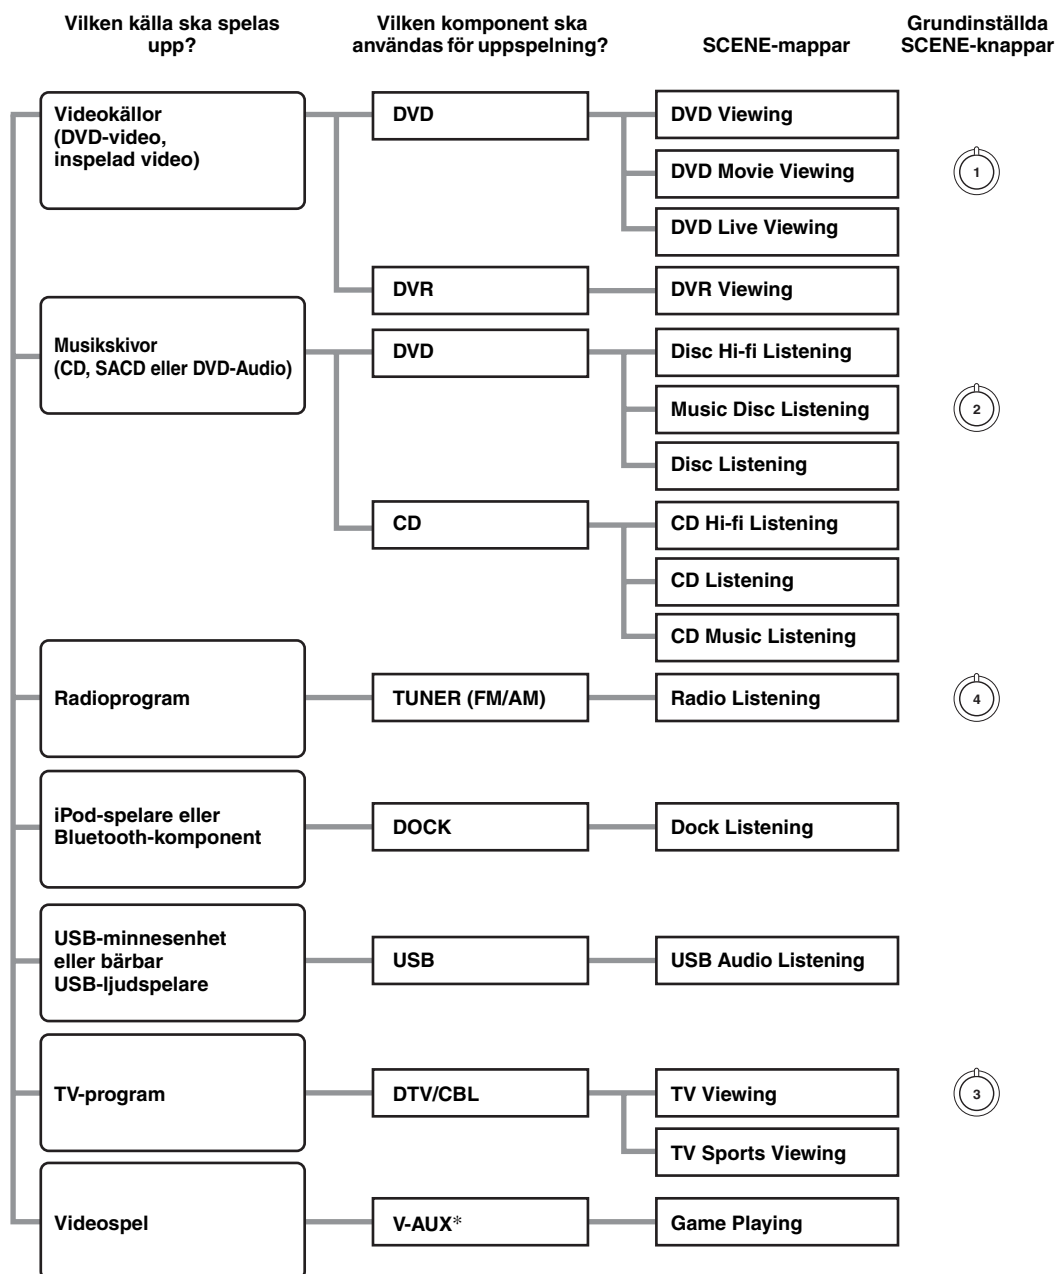 Vilken källa ska spelas
upp?
Vilken komponent ska
användas för uppspelning?
SCENE-mappar
Grundinställda
SCENE-knappar
Videokällor
(DVD-video,
inspelad video)
DVD
DVD Viewing
DVD Movie Viewing
1
DVD Live Viewing
DVR
DVR Viewing
Musikskivor
(CD, SACD eller DVD-Audio)
DVD
Disc Hi-fi Listening
Music Disc Listening
2
Disc Listening
CD
CD Hi-fi Listening
CD Listening
CD Music Listening
Radioprogram
TUNER (FM/AM)
Radio Listening
4
iPod-spelare eller
Bluetooth-komponent
DOCK
Dock Listening
USB-minnesenhet
eller bärbar
USB-ljudspelare
USB
USB Audio Listening
TV-program
DTV/CBL
TV Viewing
3
TV Sports Viewing
Videospel
V-AUX*
Game Playing